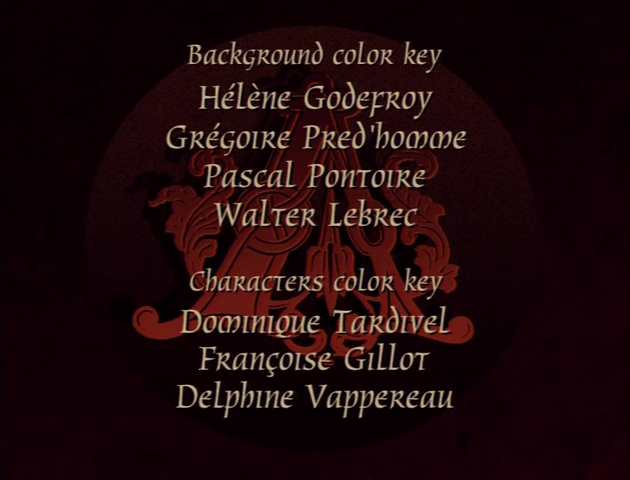 Background color key
Hélène Godefroy
Grégoire Pred'homme
Pascal Pontoire
Walter Lebrec
Characters color key
Dominique Tardivel
Françoise Gillot
Delphine Vappereau